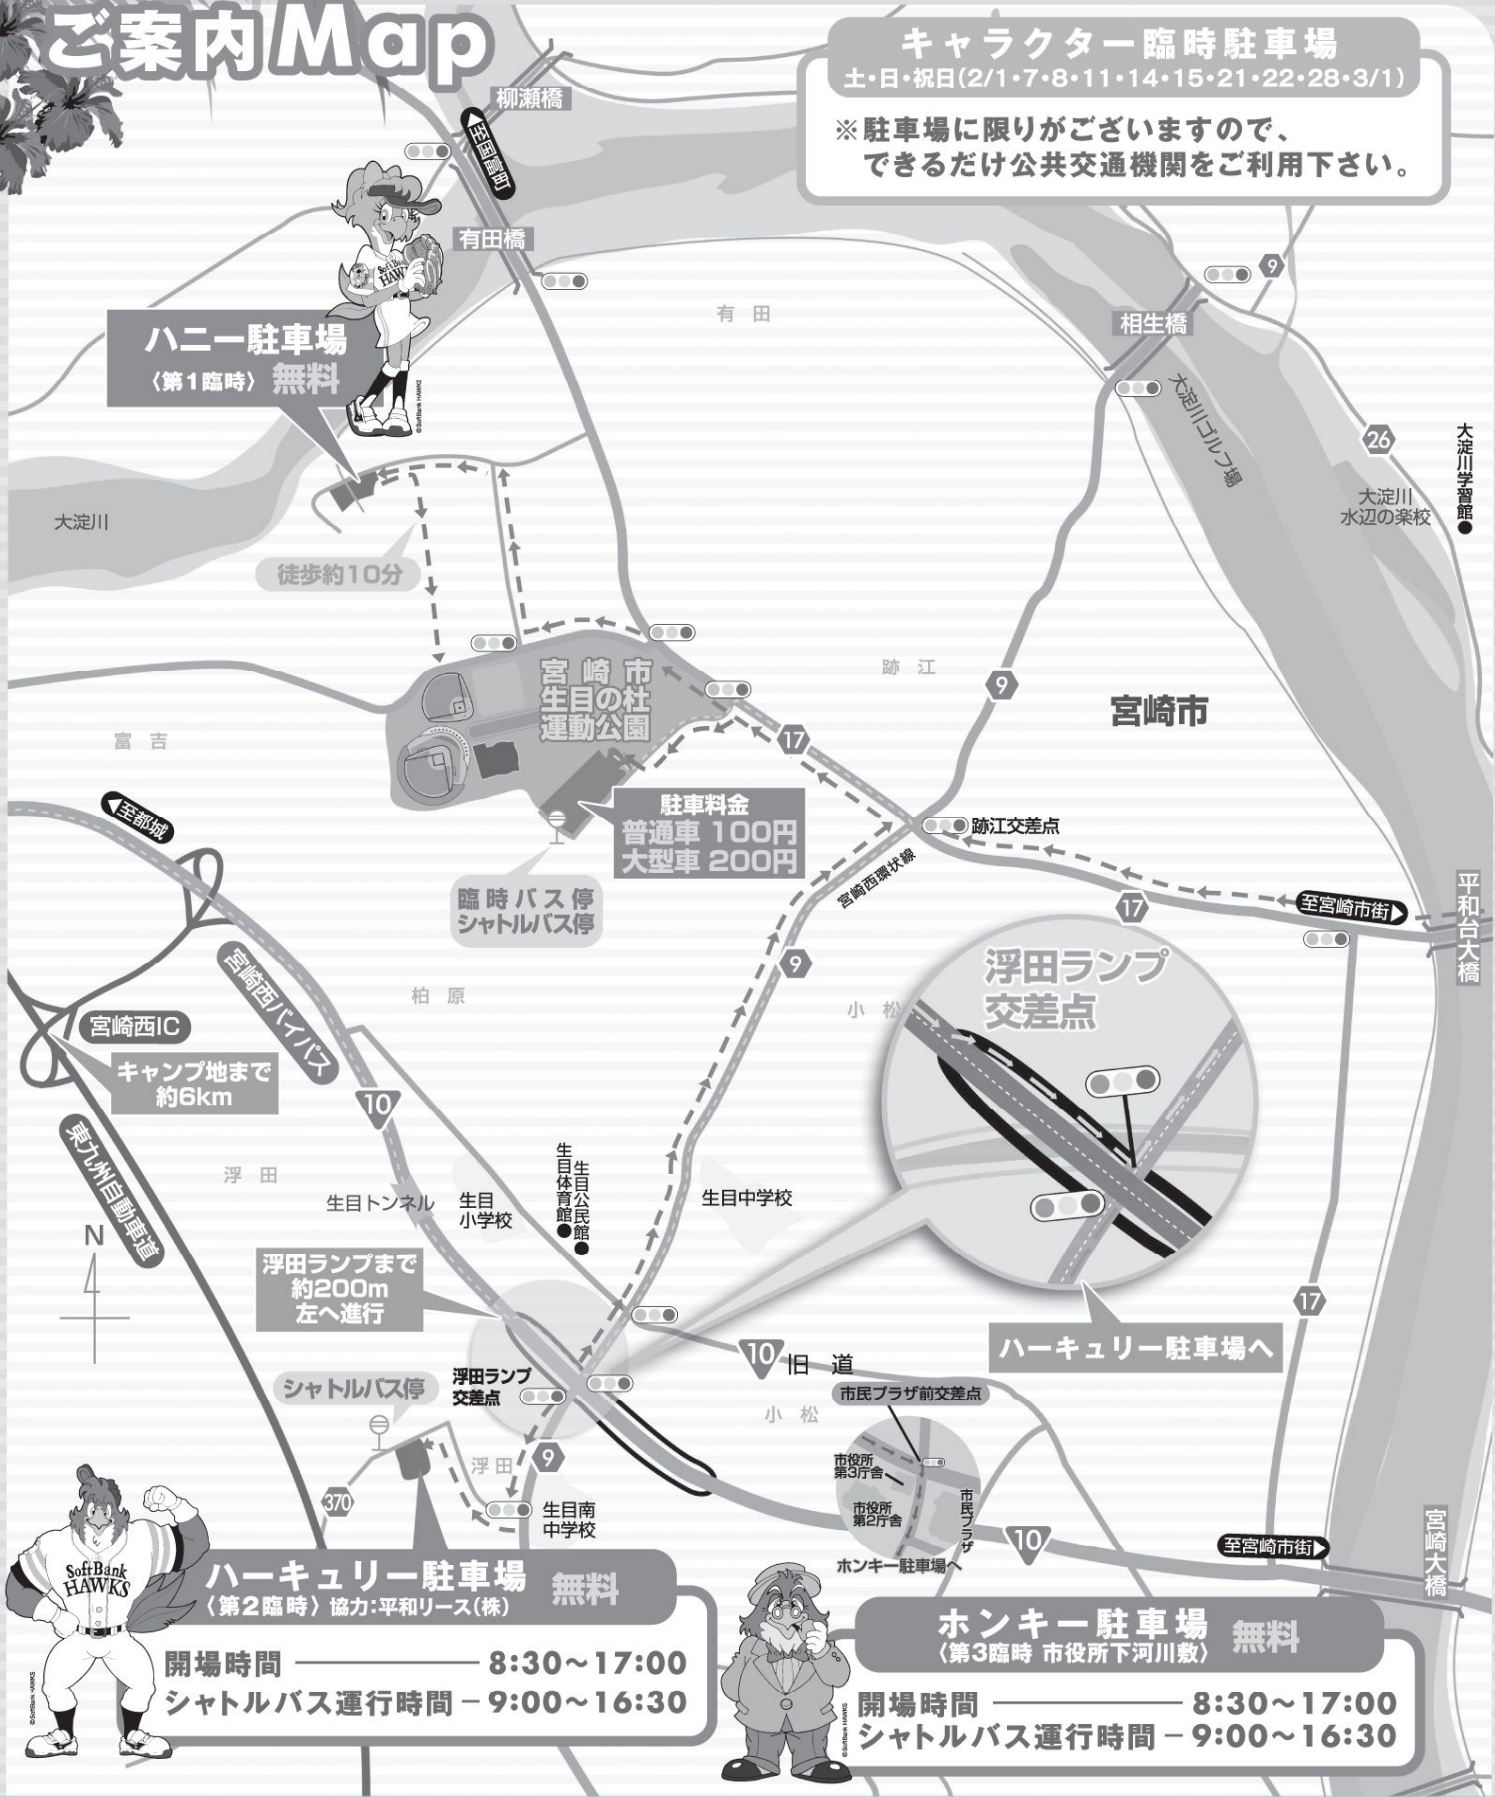 ご案内Map
キャラクター臨時駐車場
土・日・祝日(2/1・7・8・11・14・15・21・22・28・3/1)
※駐車場に限りがございますので、
できるだけ公共交通機関をご利用下さい。
柳瀬橋
◀至国富町
有田橋
有 田
9
相生橋
大淀川ゴルフ場
26
大淀川学習館
大淀川
水辺の楽校
ハニー駐車場
〈第1臨時〉 無料
SoftBank
HAWKS
©SoftBank HAWKS
大淀川
徒歩約10分
宮崎市
生目の杜
運動公園
跡 江
9
宮崎市
富 吉
17
◀至都城
駐車料金
普通車 100円
大型車 200円
跡江交差点
宮崎西環状線
臨時バス停
シャトルバス停
17
至宮崎市街▶
平和台大橋
9
宮崎西バイパス
柏 原
小 松
浮田ランプ
交差点
宮崎西IC
キャンプ地まで
約6km
10
東九州自動車道
浮 田
生目トンネル
生目
小学校
生目体育館
生目公民館
生目中学校
N
浮田ランプまで
約200m
左へ進行
17
ハーキュリー駐車場へ
10
旧 道
シャトルバス停
浮田ランプ
交差点
小 松
市民プラザ前交差点
市役所
第3庁舎
市役所
第2庁舎
市民プラザ
ホンキー駐車場へ
9
浮 田
370
生目南
中学校
10
至宮崎市街▶
宮崎大橋
SoftBank
HAWKS
©SoftBank HAWKS
ハーキュリー駐車場 無料
〈第2臨時〉協力:平和リース(株)
開場時間 8:30〜17:00
シャトルバス運行時間 − 9:00〜16:30
©SoftBank HAWKS
ホンキー駐車場 無料
〈第3臨時 市役所下河川敷〉
開場時間 8:30〜17:00
シャトルバス運行時間 − 9:00〜16:30